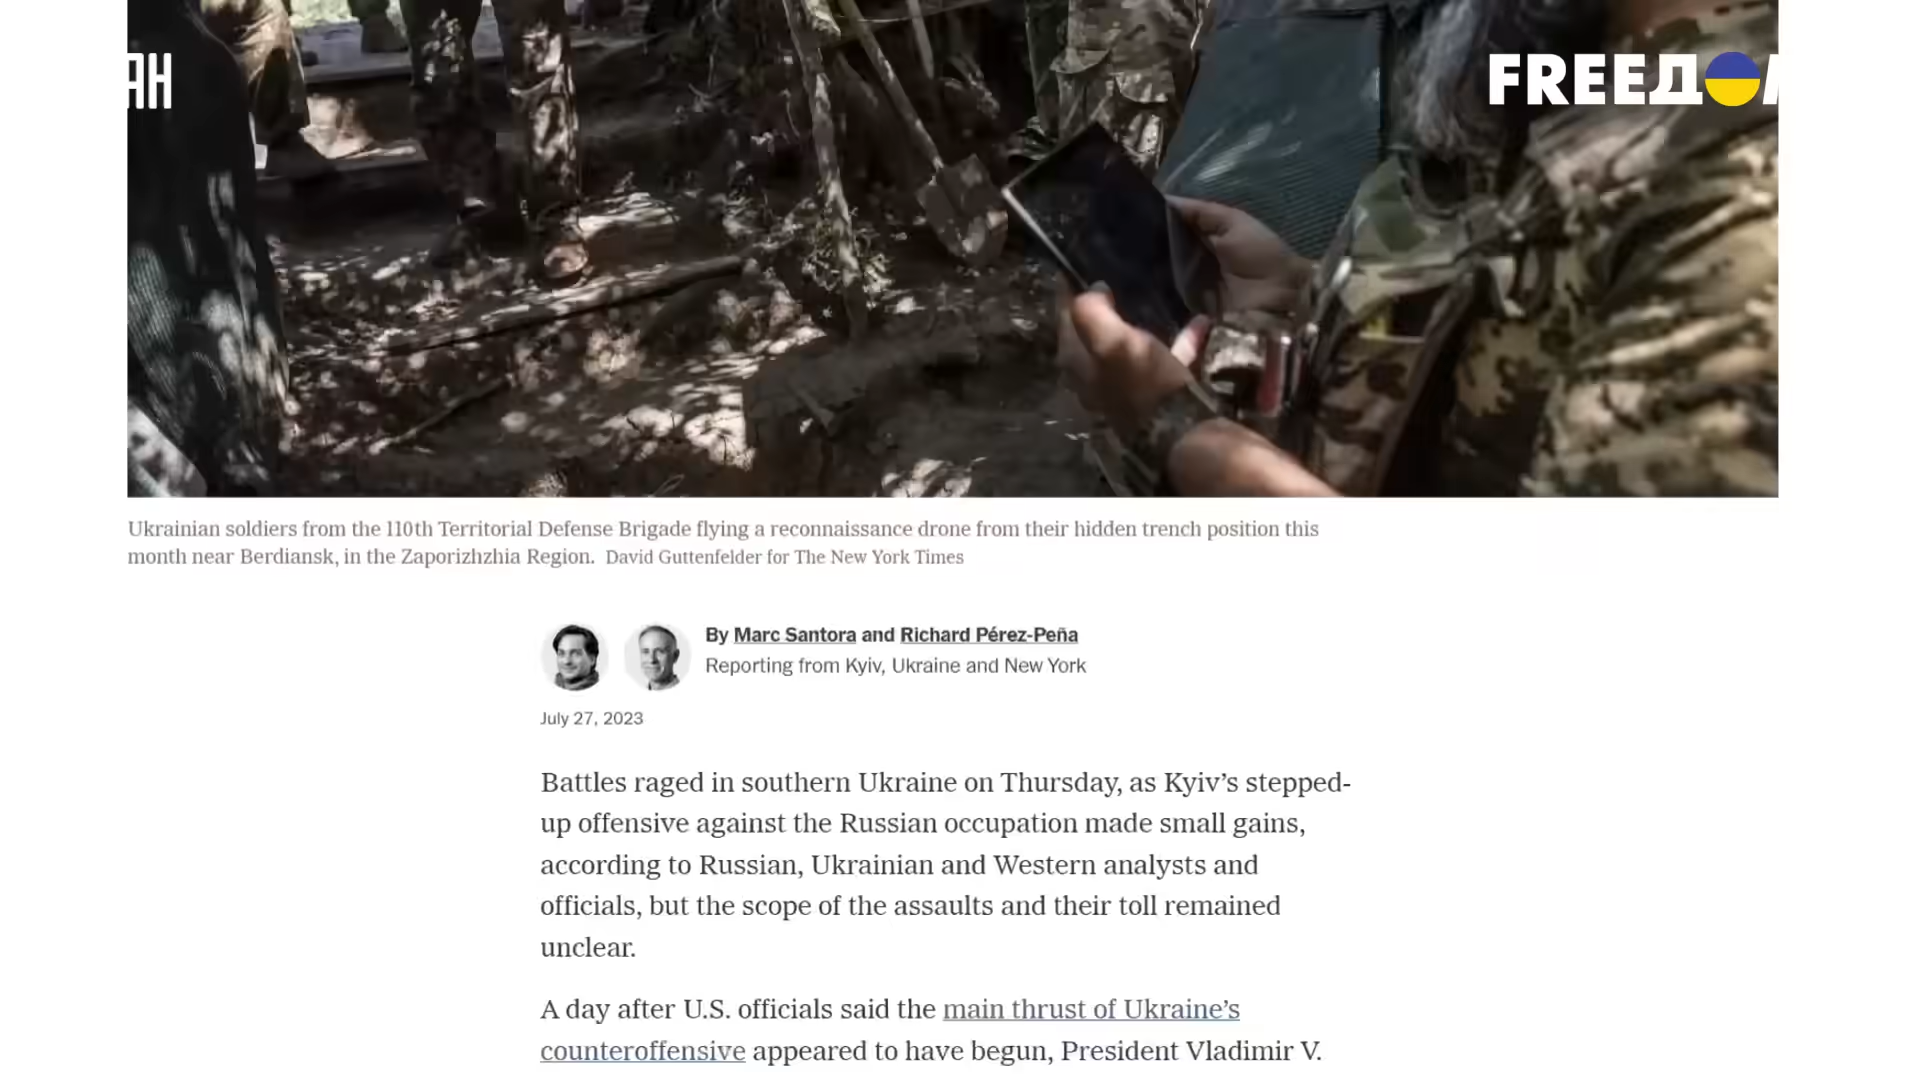 АН
FREEДОМ
Ukrainian soldiers from the 110th Territorial Defense Brigade flying a reconnaissance drone from their hidden trench position this
month near Berdiansk, in the Zaporizhzhia Region. David Guttenfelder for The New York Times
By Marc Santora and Richard Pérez-Peña
Reporting from Kyiv, Ukraine and New York
July 27, 2023
Battles raged in southern Ukraine on Thursday, as Kyiv’s stepped-
up offensive against the Russian occupation made small gains,
according to Russian, Ukrainian and Western analysts and
officials, but the scope of the assaults and their toll remained
unclear.
A day after U.S. officials said the main thrust of Ukraine’s
counteroffensive appeared to have begun, President Vladimir V.